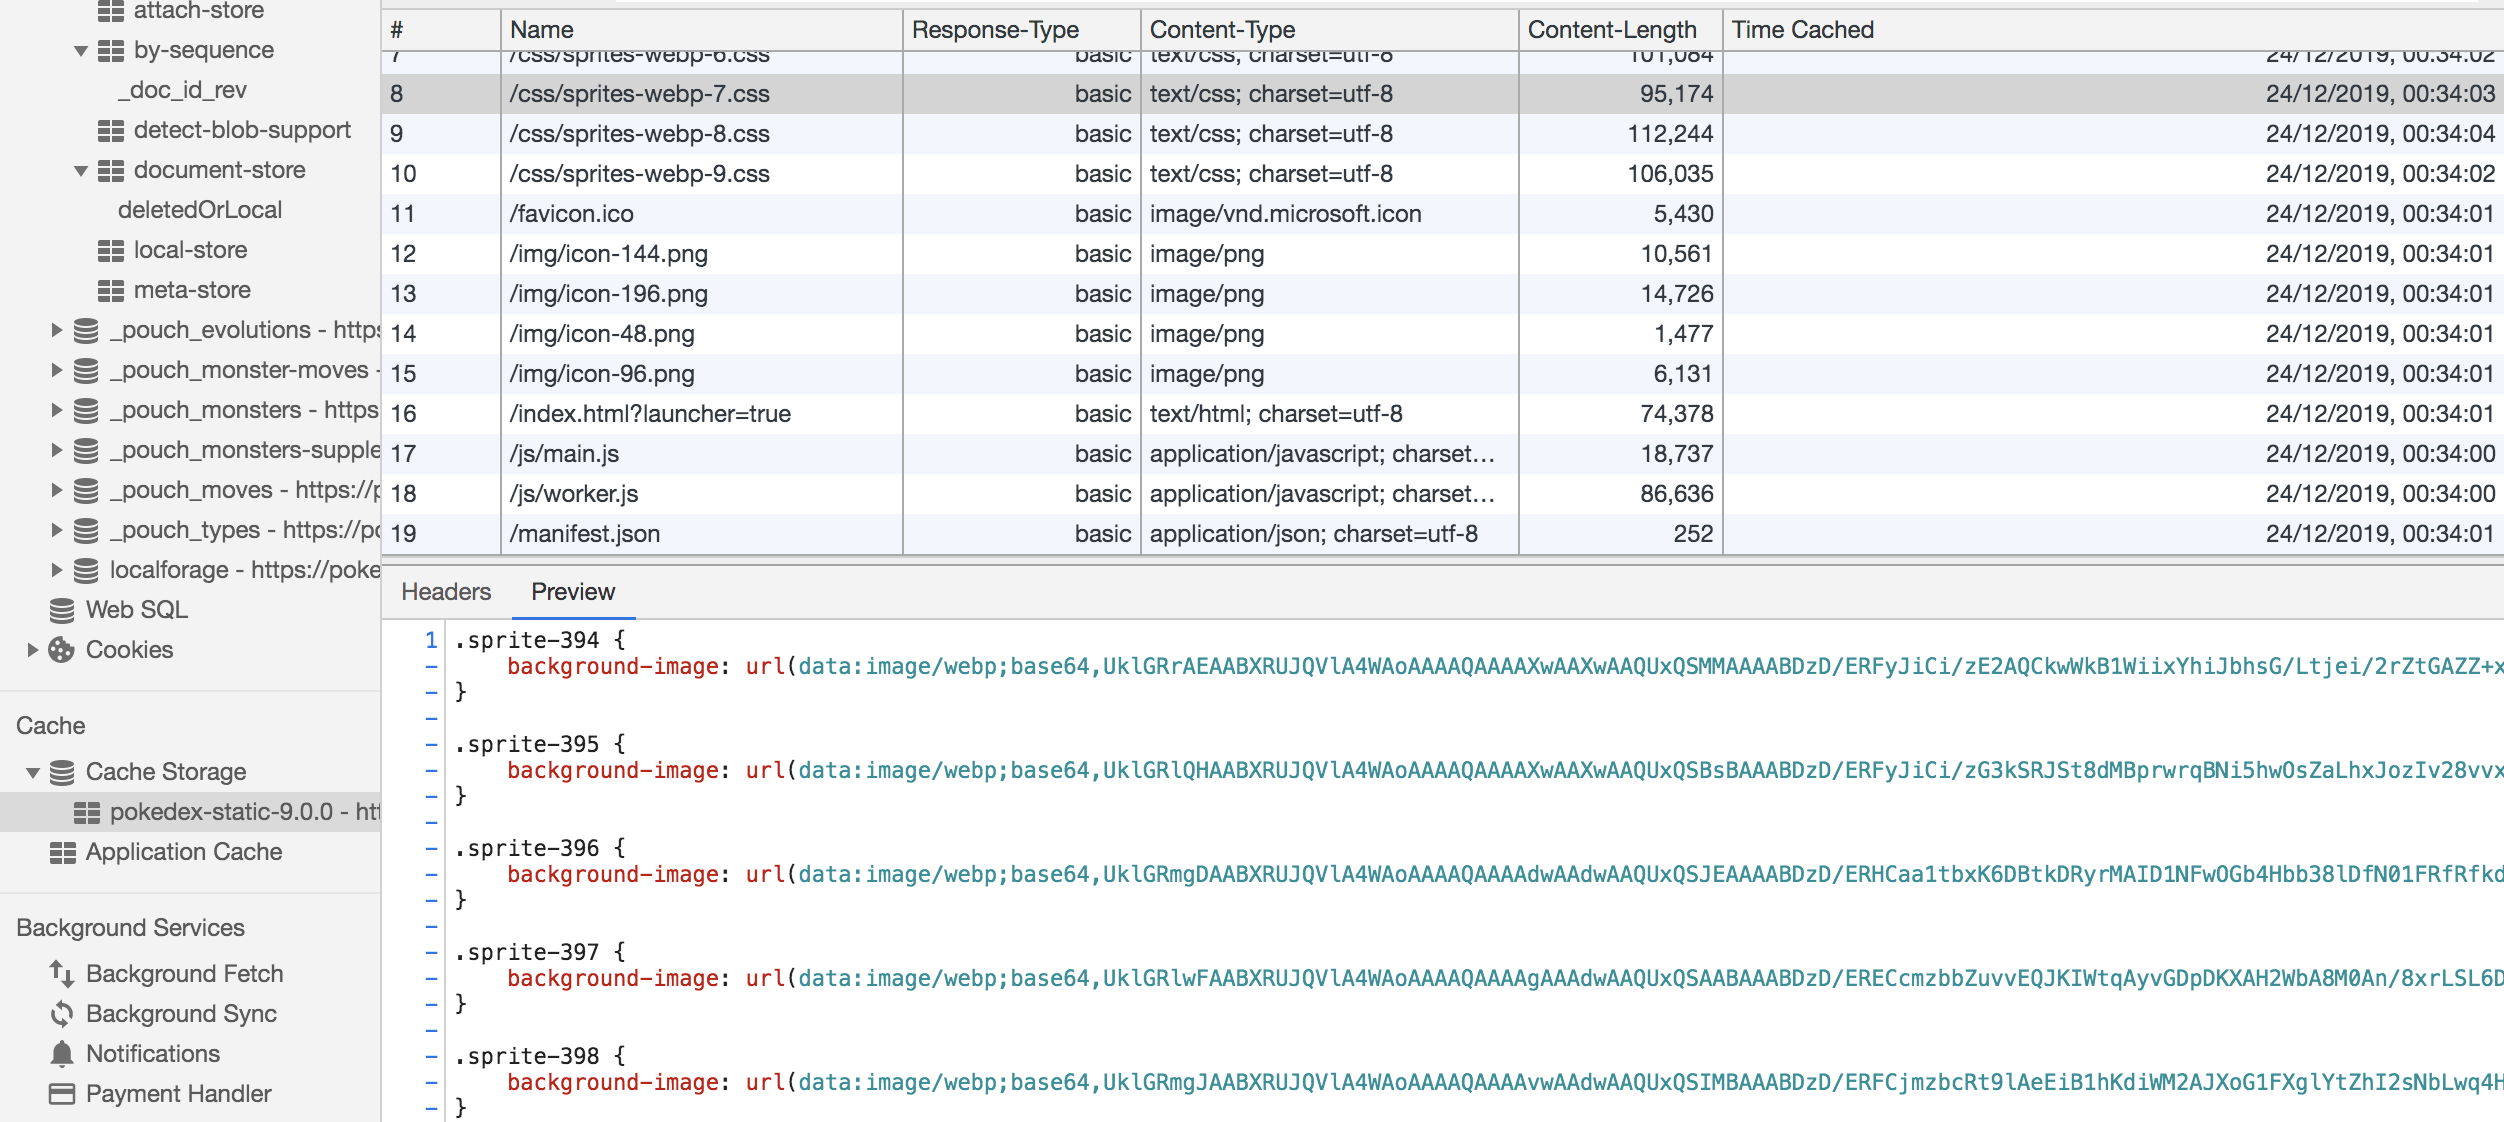 attach-store
by-sequence
_doc_id_rev
detect-blob-support
document-store
deletedOrLocal
local-store
meta-store
_pouch_evolutions - https
_pouch_monster-moves -
_pouch_monsters - https
_pouch_monsters-supple
_pouch_moves - https://p
_pouch_types - https://po
localforage - https://poke
Web SQL
Cookies
Cache
Cache Storage
pokedex-static-9.0.0 - htt
Application Cache
Background Services
Background Fetch
Background Sync
Notifications
Payment Handler
# Name Response-Type Content-Type Content-Length Time Cached
7 /css/sprites-webp-6.css basic text/css; charset=utf-8 101,084 24/12/2019, 00:34:02
8 /css/sprites-webp-7.css basic text/css; charset=utf-8 95,174 24/12/2019, 00:34:03
9 /css/sprites-webp-8.css basic text/css; charset=utf-8 112,244 24/12/2019, 00:34:04
10 /css/sprites-webp-9.css basic text/css; charset=utf-8 106,035 24/12/2019, 00:34:02
11 /favicon.ico basic image/vnd.microsoft.icon 5,430 24/12/2019, 00:34:01
12 /img/icon-144.png basic image/png 10,561 24/12/2019, 00:34:01
13 /img/icon-196.png basic image/png 14,726 24/12/2019, 00:34:01
14 /img/icon-48.png basic image/png 1,477 24/12/2019, 00:34:01
15 /img/icon-96.png basic image/png 6,131 24/12/2019, 00:34:01
16 /index.html?launcher=true basic text/html; charset=utf-8 74,378 24/12/2019, 00:34:01
17 /js/main.js basic application/javascript; charset... 18,737 24/12/2019, 00:34:00
18 /js/worker.js basic application/javascript; charset... 86,636 24/12/2019, 00:34:00
19 /manifest.json basic application/json; charset=utf-8 252 24/12/2019, 00:34:01
Headers Preview
1 .sprite-394 {
– background-image: url(data:image/webp;base64,UklGRrAEAABXRUJQVlA4WAoAAAAQAAAAXwAAXwAAQUxQSMMAAAABDzD/ERFyJiCi/zE2AQCkwWkB1WiixYhiJbhsG/Ltjei/2rZtGAZZ+x
– }
–
– .sprite-395 {
– background-image: url(data:image/webp;base64,UklGRlQHAABXRUJQVlA4WAoAAAAQAAAAXwAAXwAAQUxQSBsBAAABDzD/ERFyJiCi/zG3kSRJSt8dMBprwrqBNi5hwOsZaLhxJozIv28vvx
– }
–
– .sprite-396 {
– background-image: url(data:image/webp;base64,UklGRmgDAABXRUJQVlA4WAoAAAAQAAAAdwAAdwAAQUxQSJEAAAABDzD/ERHCaa1tbxK6DBtkDRyrMAID1NFwOGb4Hbb38lDfN01FRfRfkd
– }
–
– .sprite-397 {
– background-image: url(data:image/webp;base64,UklGRlwFAABXRUJQVlA4WAoAAAAQAAAAgAAAdwAAQUxQSAABAAABDzD/ERECcmzbbZuvvEQJKIWtqAyvGDpDKXAH2WbA8M0An/8xrLSL6D
– }
–
– .sprite-398 {
– background-image: url(data:image/webp;base64,UklGRmgJAABXRUJQVlA4WAoAAAAQAAAAvwAAdwAAQUxQSIMBAAABDzD/ERFCjmzbcRt9lAeEiB1hKdiWM2AJXoG1FXglYtZhI2sNbLwq4H
– }